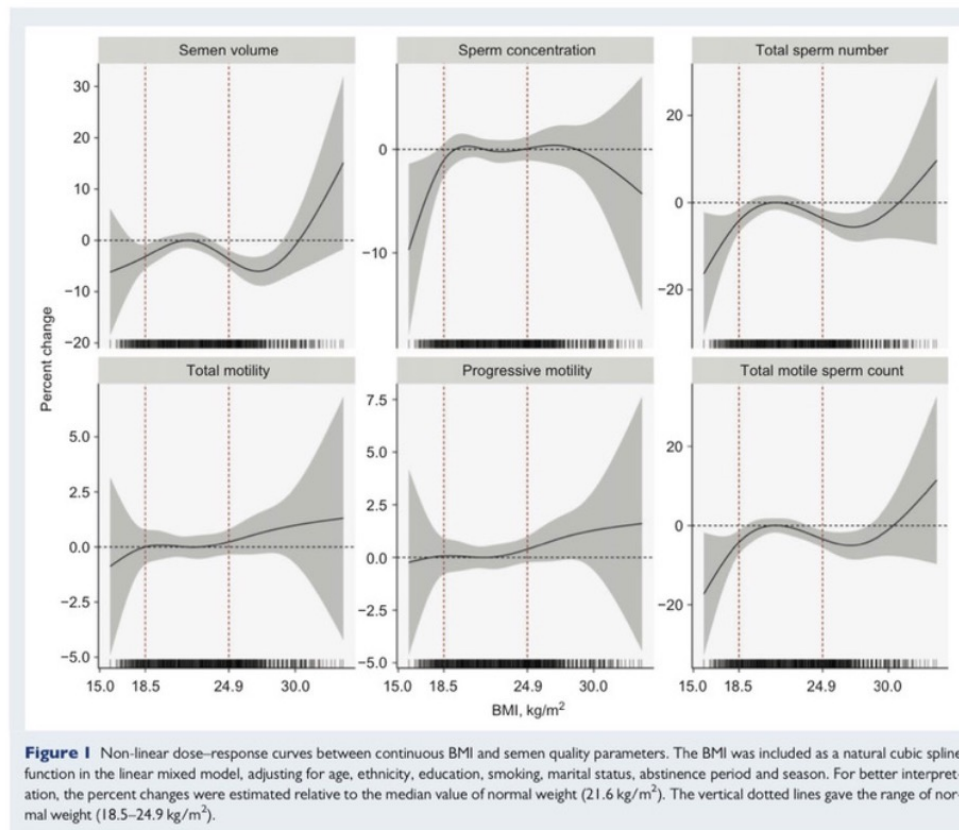 Semen volume
Sperm concentration
Total sperm number
30
20
10
0
−10
−20
0
−10
20
0
−20
Percent change
Total motility
Progressive motility
Total motile sperm count
5.0
2.5
0.0
−2.5
−5.0
7.5
5.0
2.5
0.0
−2.5
−5.0
20
0
−20
15.0 18.5 24.9 30.0
15.0 18.5 24.9 30.0
15.0 18.5 24.9 30.0
BMI, kg/m²
Figure 1 Non-linear dose–response curves between continuous BMI and semen quality parameters. The BMI was included as a natural cubic spline
function in the linear mixed model, adjusting for age, ethnicity, education, smoking, marital status, abstinence period and season. For better interpret-
ation, the percent changes were estimated relative to the median value of normal weight (21.6 kg/m²). The vertical dotted lines gave the range of nor-
mal weight (18.5–24.9 kg/m²).